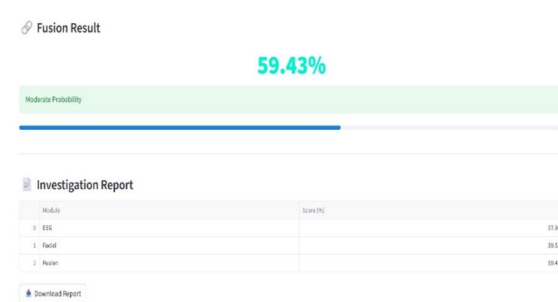 Fusion Result
59.43%
Moderate Probability
Investigation Report
Module Score (%)
0 EEG
1 Facial
2 Fusion
Download Report